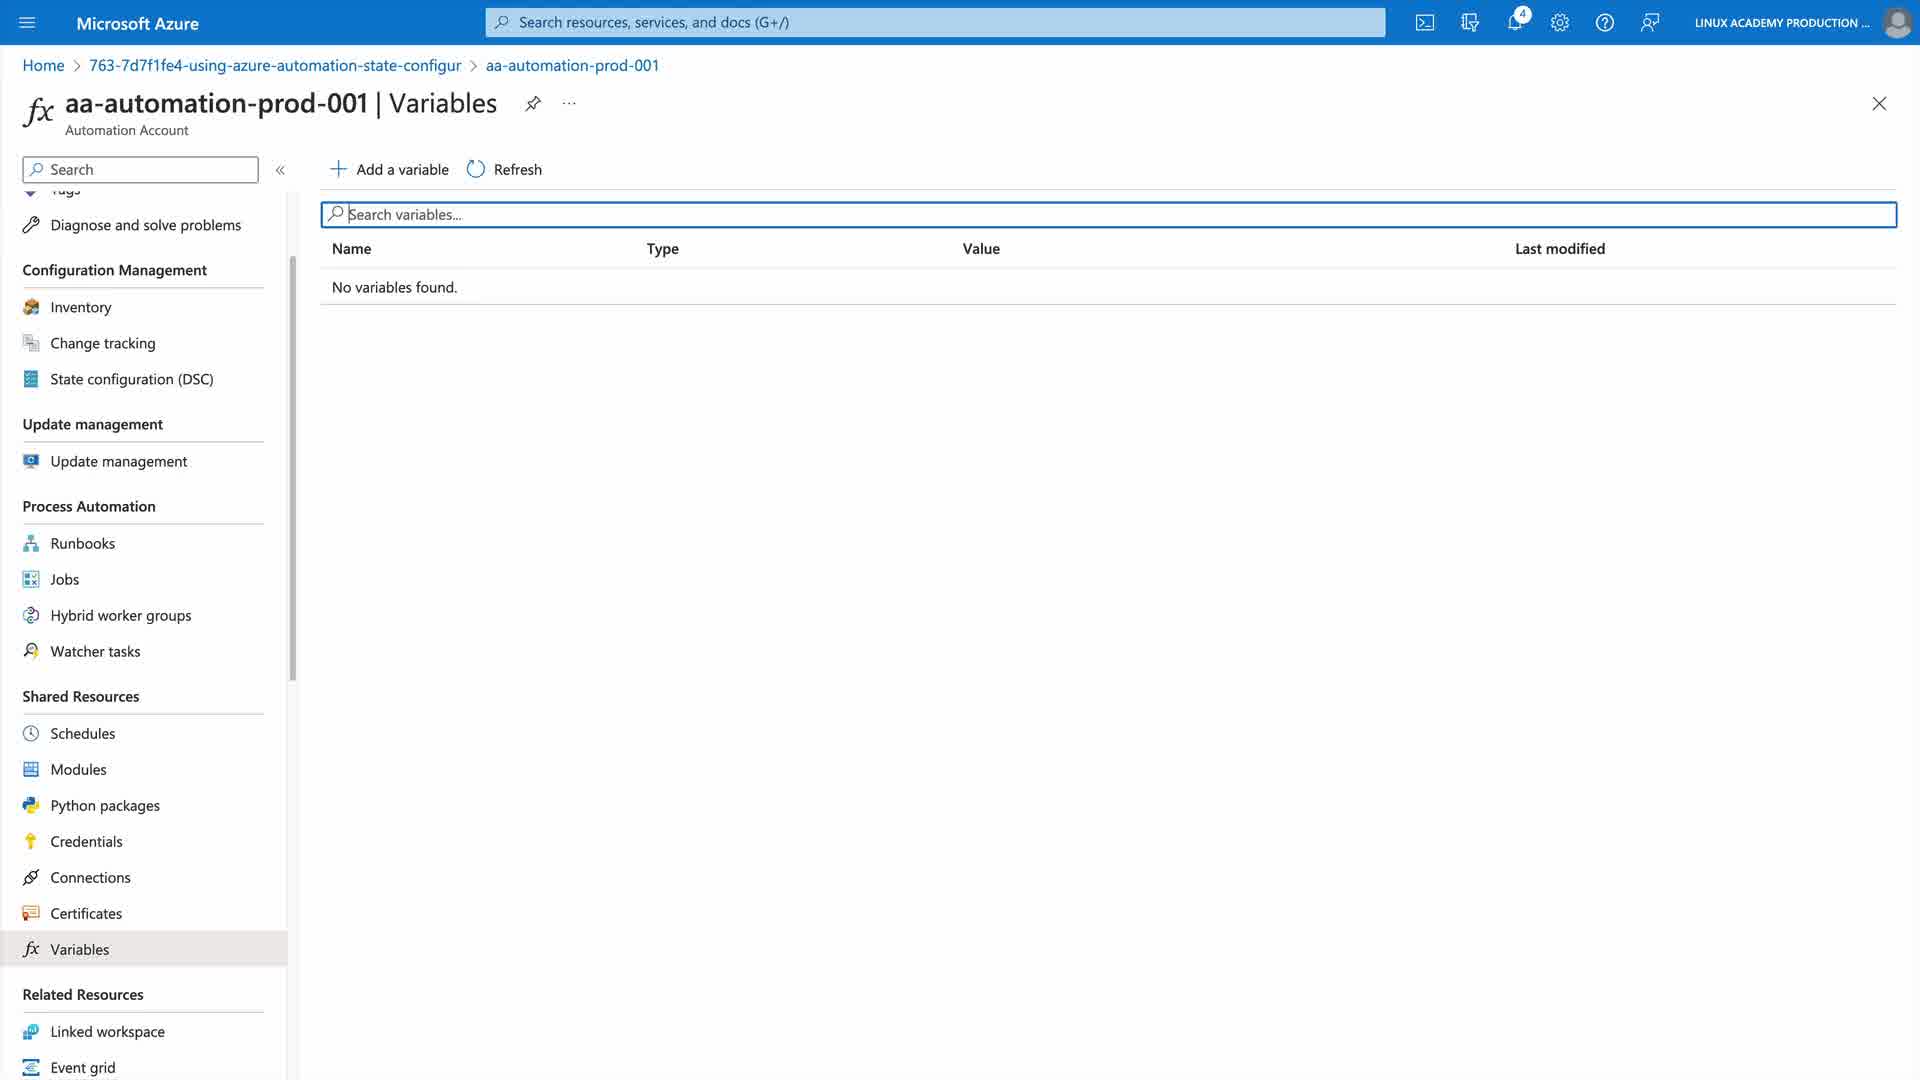 Microsoft Azure
Search resources, services, and docs (G+/)
4
LINUX ACADEMY PRODUCTION ...
Home > 763-7d7f1fe4-using-azure-automation-state-configur > aa-automation-prod-001
fx aa-automation-prod-001 | Variables ...
Automation Account
Search «
+ Add a variable Refresh
Tags
Search variables...
Diagnose and solve problems
Name Type Value Last modified
No variables found.
Configuration Management
Inventory
Change tracking
State configuration (DSC)
Update management
Update management
Process Automation
Runbooks
Jobs
Hybrid worker groups
Watcher tasks
Shared Resources
Schedules
Modules
Python packages
Credentials
Connections
Certificates
fx Variables
Related Resources
Linked workspace
Event grid